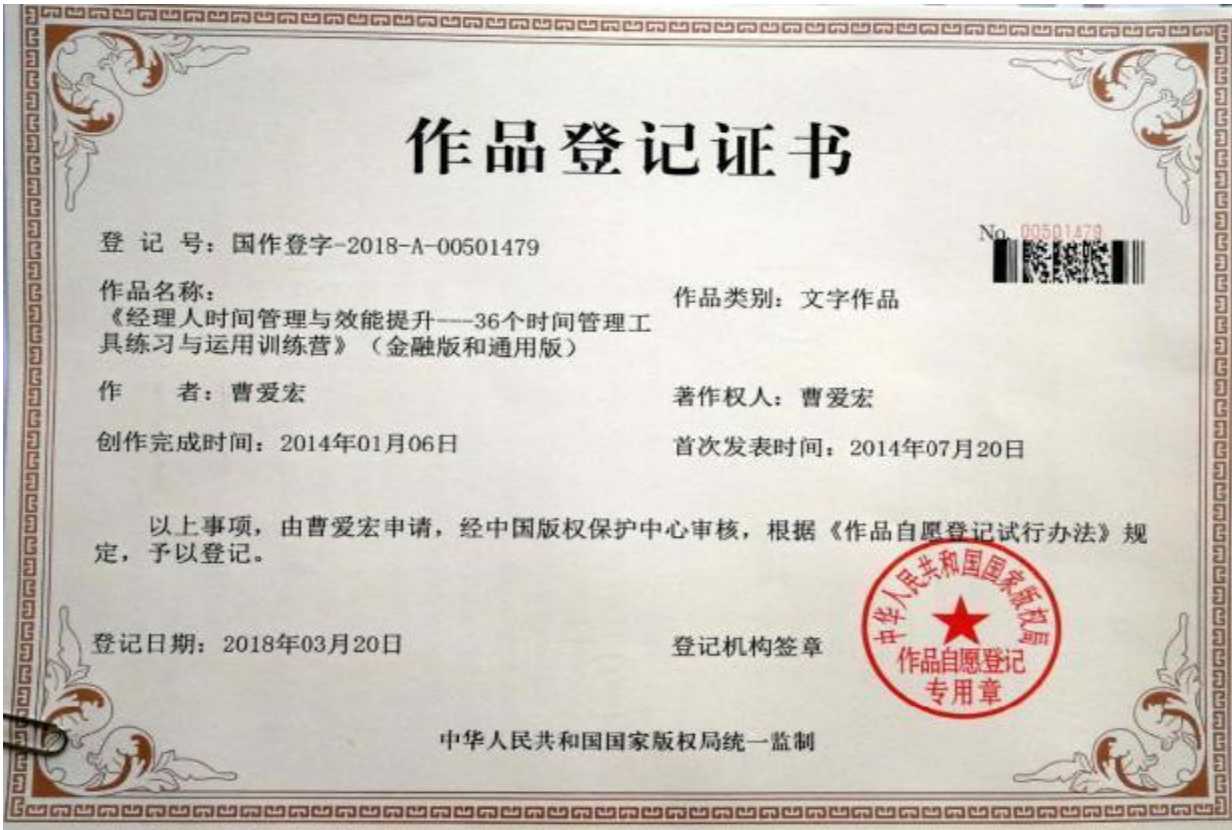 作品登记证书
登 记 号：国作登字-2018-A-00501479
No. 00501479
作品名称：
《经理人时间管理与效能提升---36个时间管理工
具练习与运用训练营》（金融版和通用版）
作品类别：文字作品
作 者：曹爱宏
著作权人：曹爱宏
创作完成时间：2014年01月06日
首次发表时间：2014年07月20日
以上事项，由曹爱宏申请，经中国版权保护中心审核，根据《作品自愿登记试行办法》规
定，予以登记。
登记日期：2018年03月20日
登记机构签章
中华人民共和国国家版权局
作品自愿登记
专用章
中华人民共和国国家版权局统一监制